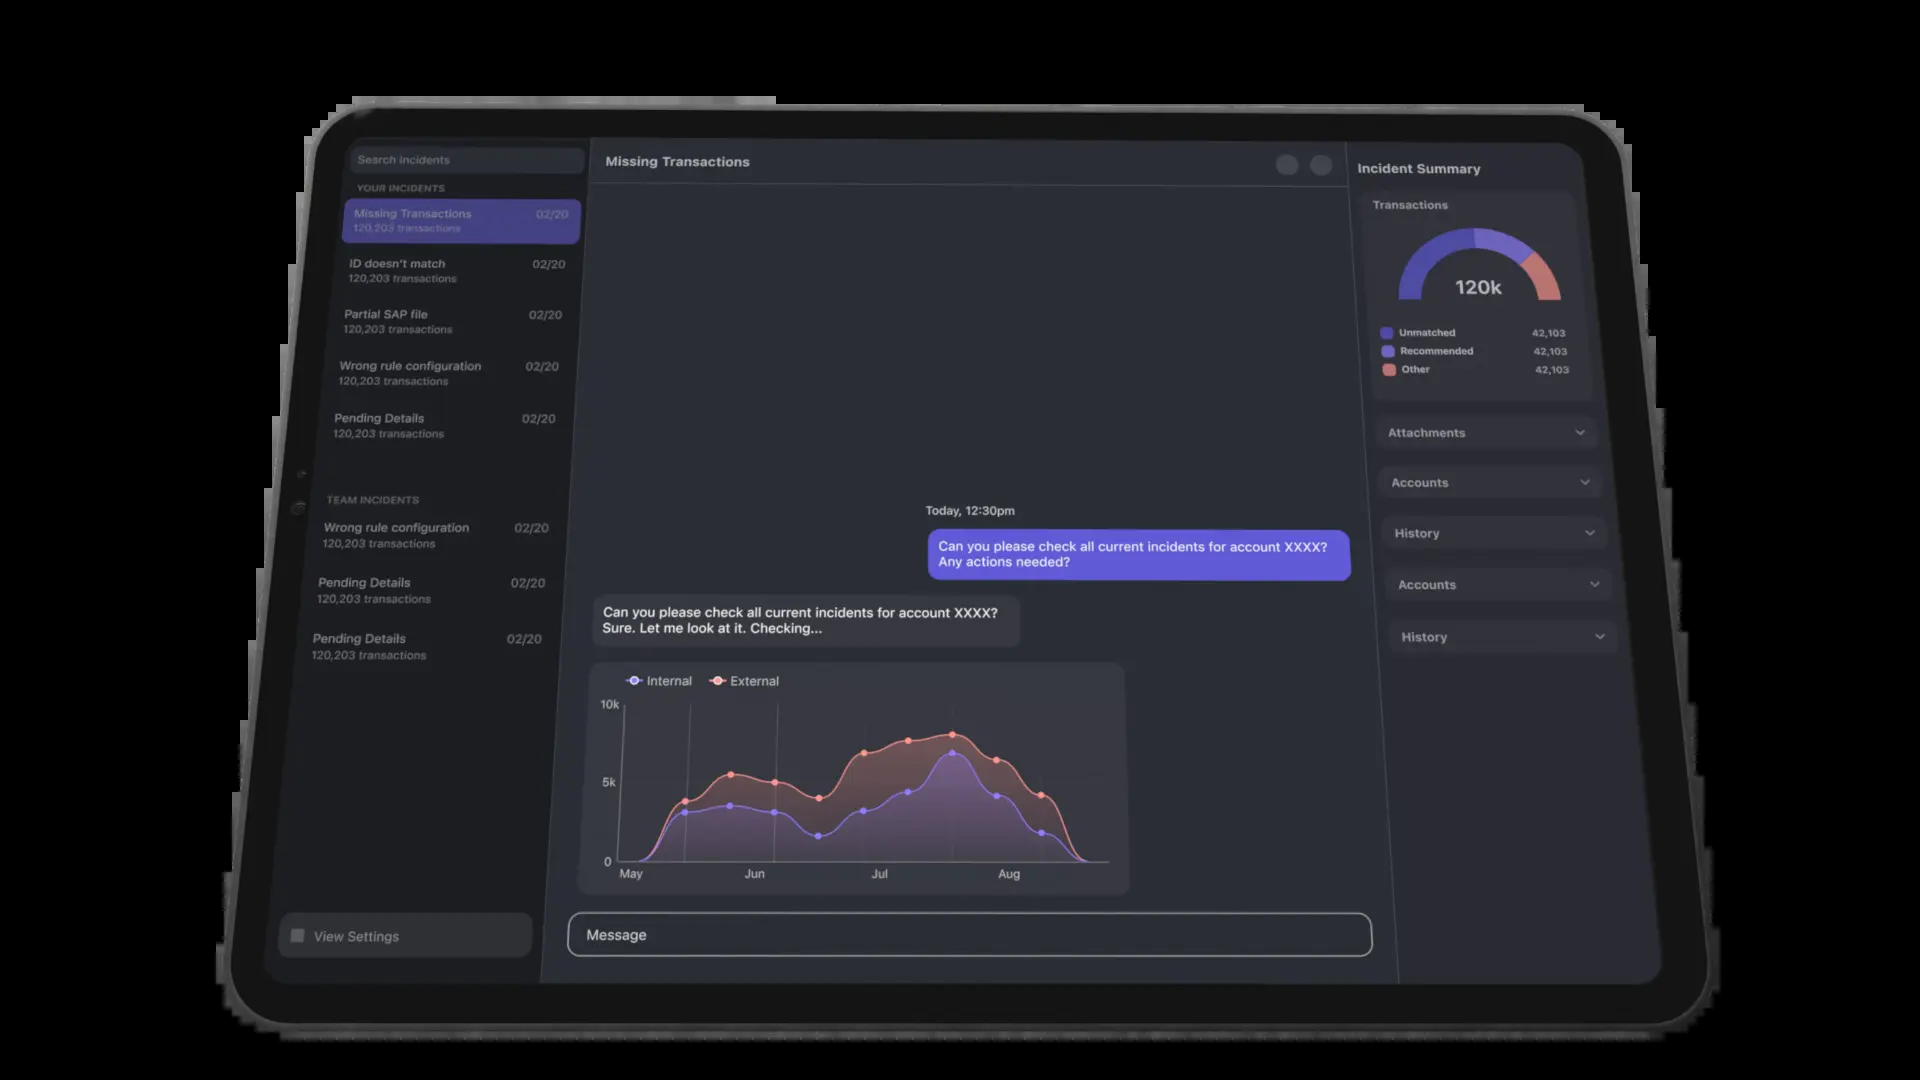 Search incidents
YOUR INCIDENTS
Missing Transactions 02/20
120,203 transactions
ID doesn't match 02/20
120,203 transactions
Partial SAP file 02/20
120,203 transactions
Wrong rule configuration 02/20
120,203 transactions
Pending Details 02/20
120,203 transactions
TEAM INCIDENTS
Wrong rule configuration 02/20
120,203 transactions
Pending Details 02/20
120,203 transactions
Pending Details 02/20
120,203 transactions
View Settings
Missing Transactions
Today, 12:30pm
Can you please check all current incidents for account XXXX?
Any actions needed?
Can you please check all current incidents for account XXXX?
Sure. Let me look at it. Checking...
Internal External
10k
5k
0
May Jun Jul Aug
Message
Incident Summary
Transactions
120k
Unmatched 42,103
Recommended 42,103
Other 42,103
Attachments
Accounts
History
Accounts
History